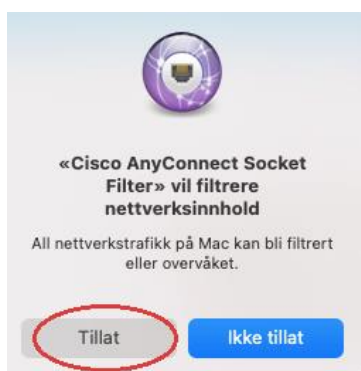 «Cisco AnyConnect Socket
Filter» vil filtrere
nettverksinnhold
All nettverkstrafikk på Mac kan bli filtrert
eller overvåket.
Tillat
Ikke tillat